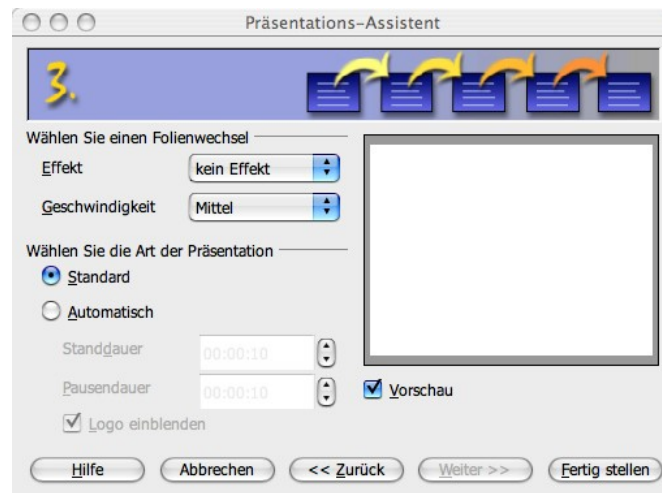 Präsentations-Assistent
3.
Wählen Sie einen Folienwechsel
Effekt kein Effekt
Geschwindigkeit Mittel
Wählen Sie die Art der Präsentation
Standard
Automatisch
Standdauer 00:00:10
Pausendauer 00:00:10
Logo einblenden
Vorschau
Hilfe Abbrechen << Zurück Weiter >> Fertig stellen